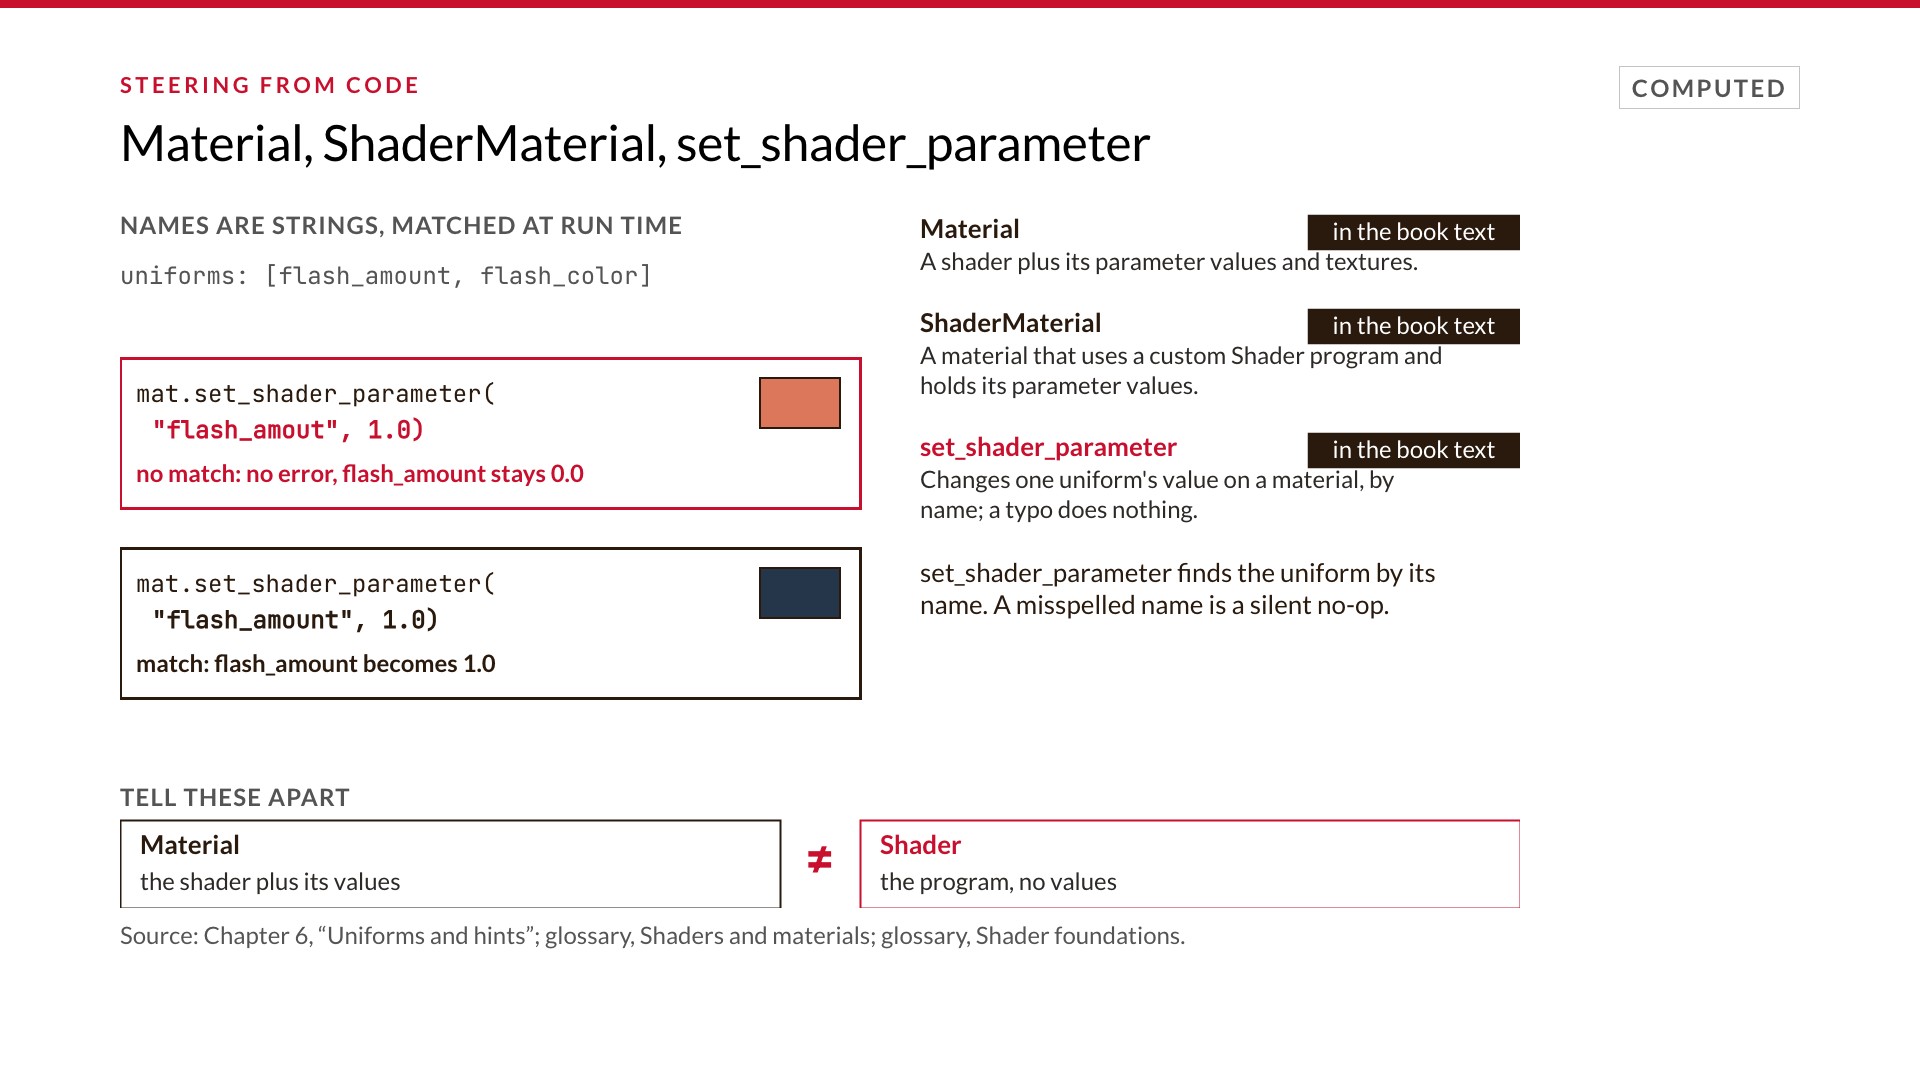 STEERING FROM CODE
COMPUTED
Material, ShaderMaterial, set_shader_parameter
NAMES ARE STRINGS, MATCHED AT RUN TIME
uniforms: [flash_amount, flash_color]
mat.set_shader_parameter(
"flash_amout", 1.0)
no match: no error, flash_amount stays 0.0
mat.set_shader_parameter(
"flash_amount", 1.0)
match: flash_amount becomes 1.0
Material
in the book text
A shader plus its parameter values and textures.
ShaderMaterial
in the book text
A material that uses a custom Shader program and
holds its parameter values.
set_shader_parameter
in the book text
Changes one uniform's value on a material, by
name; a typo does nothing.
set_shader_parameter finds the uniform by its
name. A misspelled name is a silent no-op.
TELL THESE APART
Material
the shader plus its values
≠
Shader
the program, no values
Source: Chapter 6, “Uniforms and hints”; glossary, Shaders and materials; glossary, Shader foundations.